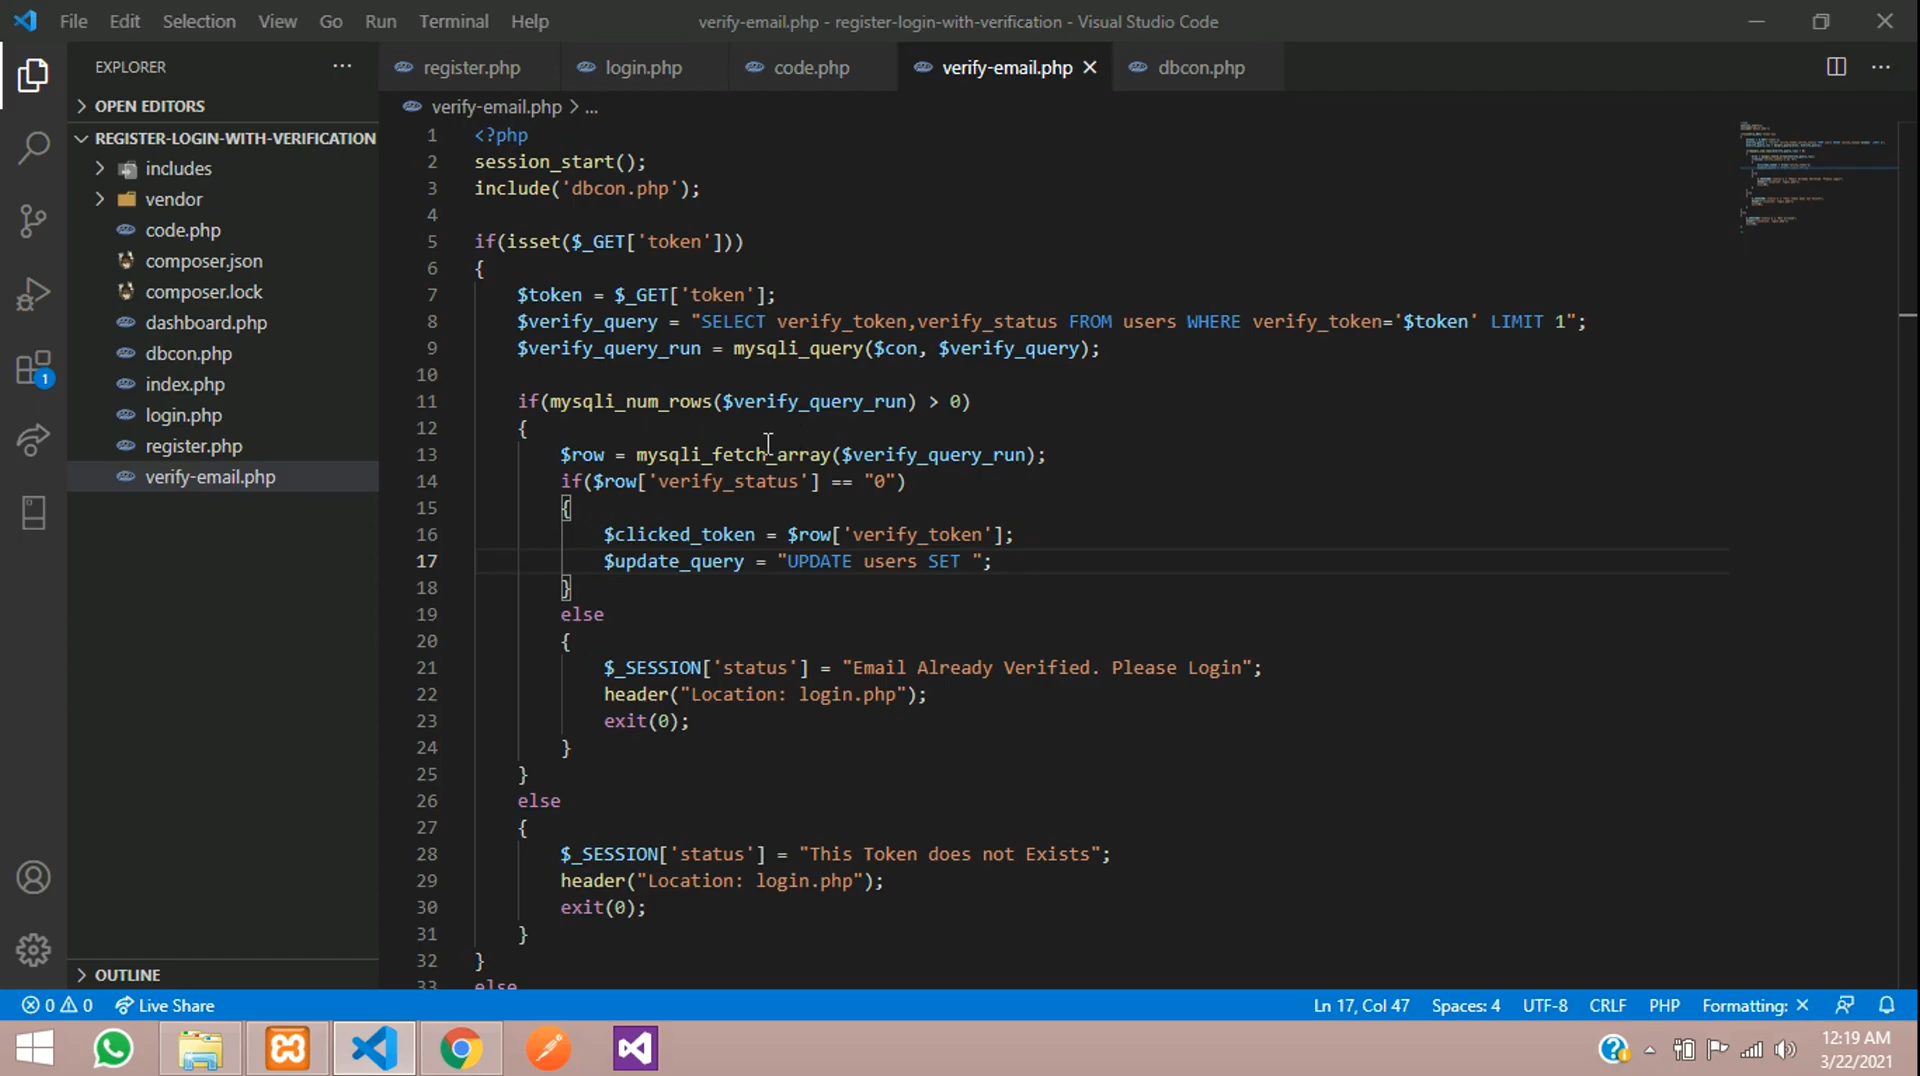 File Edit Selection View Go Run Terminal Help
verify-email.php - register-login-with-verification - Visual Studio Code
EXPLORER
OPEN EDITORS
REGISTER-LOGIN-WITH-VERIFICATION
includes
vendor
code.php
composer.json
composer.lock
dashboard.php
dbcon.php
index.php
login.php
register.php
verify-email.php
OUTLINE
1
register.php login.php code.php verify-email.php dbcon.php
verify-email.php > ...
1 <?php
2 session_start();
3 include('dbcon.php');
4
5 if(isset($_GET['token']))
6 {
7 $token = $_GET['token'];
8 $verify_query = "SELECT verify_token,verify_status FROM users WHERE verify_token='$token' LIMIT 1";
9 $verify_query_run = mysqli_query($con, $verify_query);
10
11 if(mysqli_num_rows($verify_query_run) > 0)
12 {
13 $row = mysqli_fetch_array($verify_query_run);
14 if($row['verify_status'] == "0")
15 {
16 $clicked_token = $row['verify_token'];
17 $update_query = "UPDATE users SET ";
18 }
19 else
20 {
21 $_SESSION['status'] = "Email Already Verified. Please Login";
22 header("Location: login.php");
23 exit(0);
24 }
25 }
26 else
27 {
28 $_SESSION['status'] = "This Token does not Exists";
29 header("Location: login.php");
30 exit(0);
31 }
32 }
33 else
0 0 Live Share
Ln 17, Col 47 Spaces: 4 UTF-8 CRLF PHP Formatting: ×
12:19 AM
3/22/2021